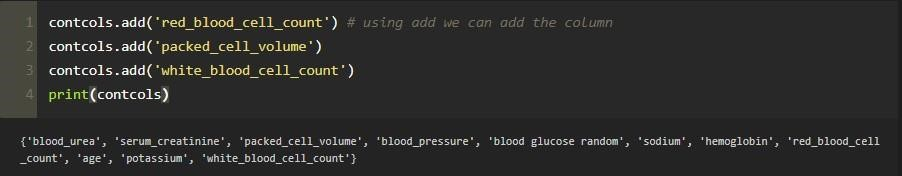 1 contcols.add('red_blood_cell_count') # using add we can add the column
2 contcols.add('packed_cell_volume')
3 contcols.add('white_blood_cell_count')
4 print(contcols)
{'blood_urea', 'serum_creatinine', 'packed_cell_volume', 'blood_pressure', 'blood glucose random', 'sodium', 'hemoglobin', 'red_blood_cell
_count', 'age', 'potassium', 'white_blood_cell_count'}